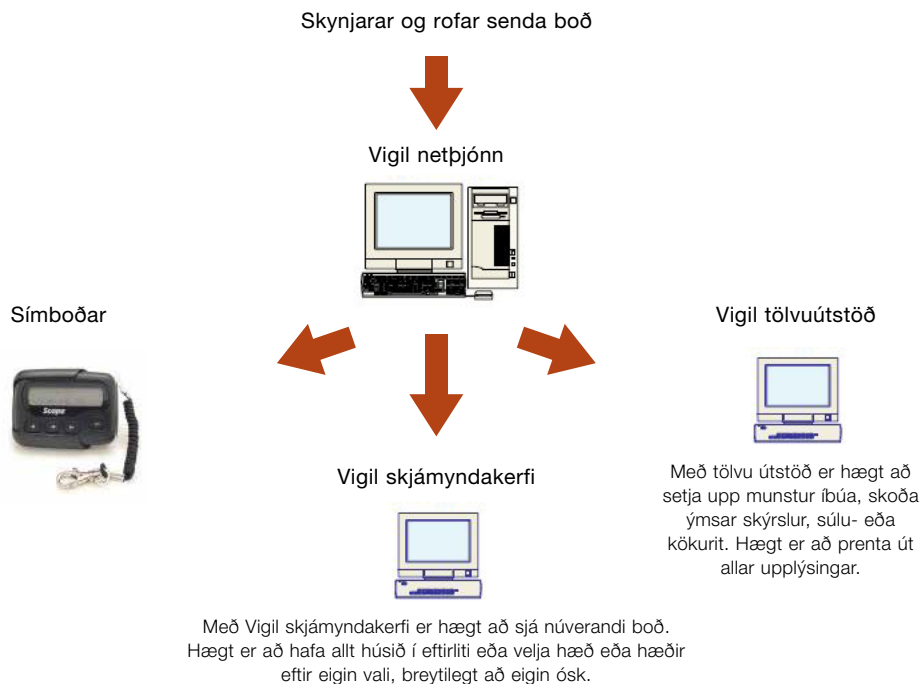 Skynjarar og rofar senda boð
Vigil netþjónn
Símboðar
Vigil tölvuútstöð
Scope
Vigil skjámyndakerfi
Með tölvu útstöð er hægt að
setja upp munstur íbúa, skoða
ýmsar skýrslur, súlu- eða
kökurit. Hægt er að prenta út
allar upplýsingar.
Með Vigil skjámyndakerfi er hægt að sjá núverandi boð.
Hægt er að hafa allt húsið í eftirliti eða velja hæð eða hæðir
eftir eigin vali, breytilegt að eigin ósk.